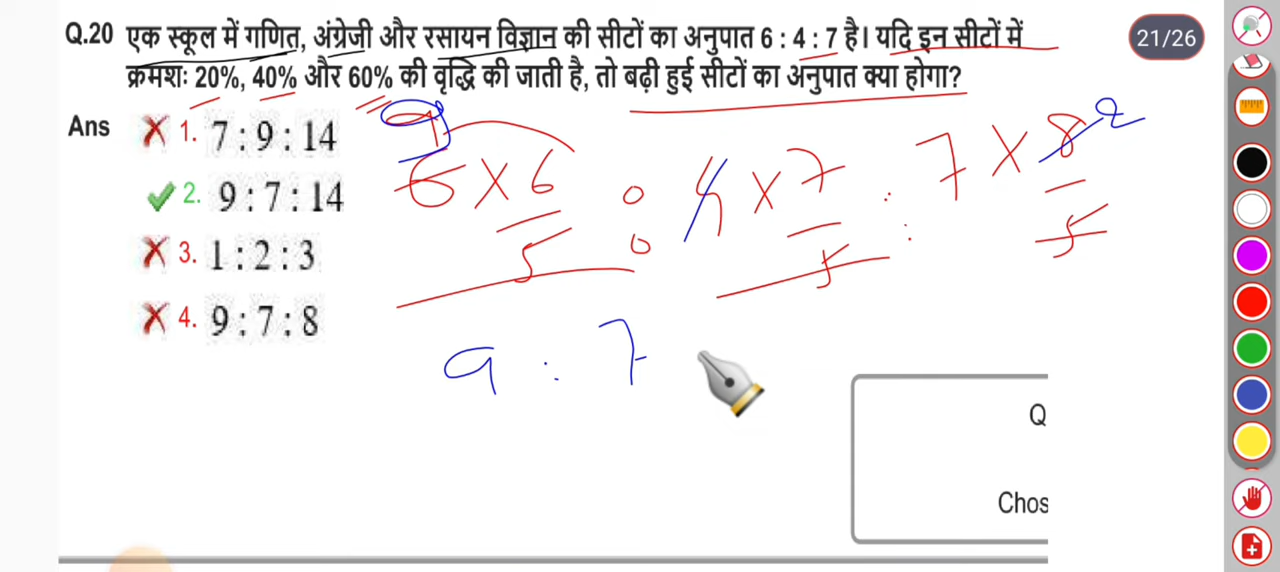 Q.20 एक स्कूल में गणित, अंग्रेजी और रसायन विज्ञान की सीटों का अनुपात 6 : 4 : 7 है। यदि इन सीटों में
क्रमशः 20%, 40% और 60% की वृद्धि की जाती है, तो बढ़ी हुई सीटों का अनुपात क्या होगा?
21/26
Ans
1. 7 : 9 : 14
2. 9 : 7 : 14
3. 1 : 2 : 3
4. 9 : 7 : 8
9 2
6 × 6 : 4 × 7 : 7 × 8
5 5 5
9 : 7
Q
Chos